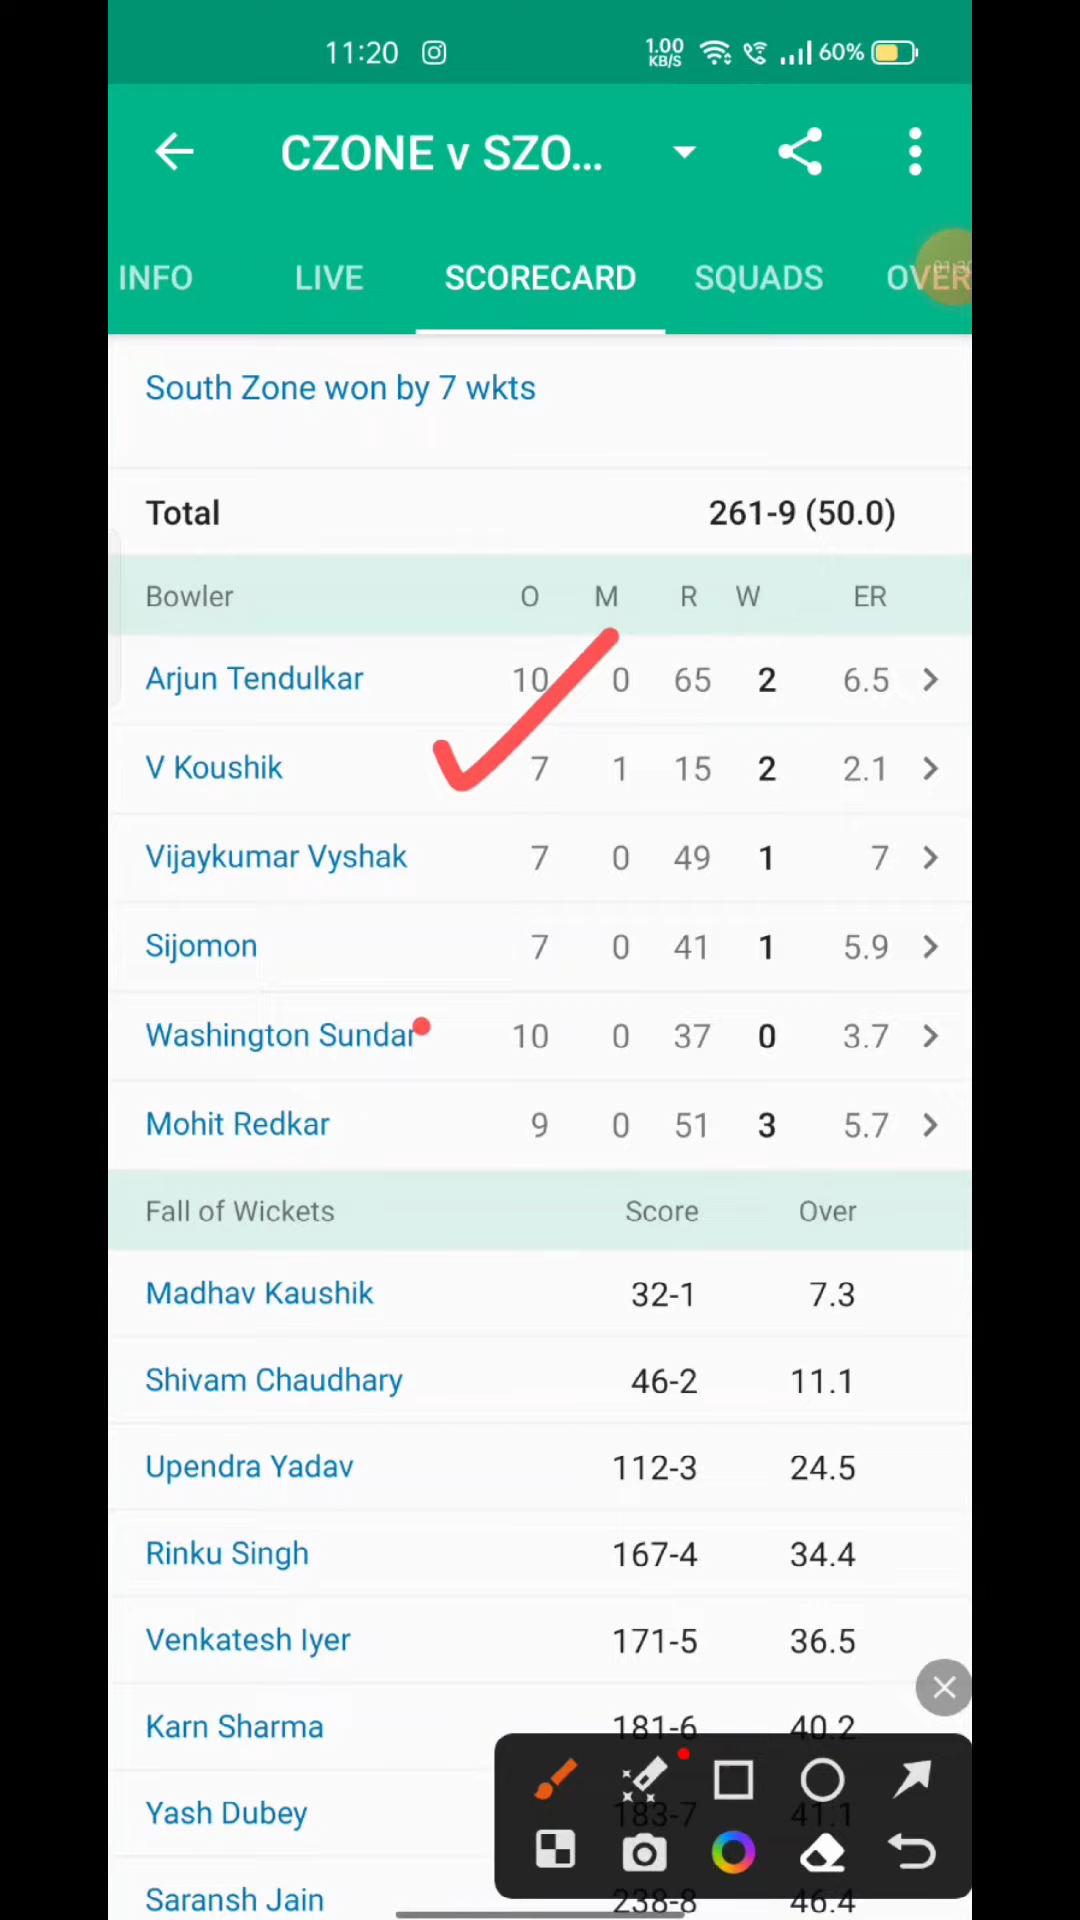 11:20 1.00 KB/S 60%
CZONE v SZO...
INFO LIVE SCORECARD SQUADS OVER
South Zone won by 7 wkts
Total 261-9 (50.0)
Bowler O M R W ER
Arjun Tendulkar 10 0 65 2 6.5
V Koushik 7 1 15 2 2.1
Vijaykumar Vyshak 7 0 49 1 7
Sijomon 7 0 41 1 5.9
Washington Sundar 10 0 37 0 3.7
Mohit Redkar 9 0 51 3 5.7
Fall of Wickets Score Over
Madhav Kaushik 32-1 7.3
Shivam Chaudhary 46-2 11.1
Upendra Yadav 112-3 24.5
Rinku Singh 167-4 34.4
Venkatesh Iyer 171-5 36.5
Karn Sharma 181-6 40.2
Yash Dubey 183-7 41.1
Saransh Jain 238-8 46.4